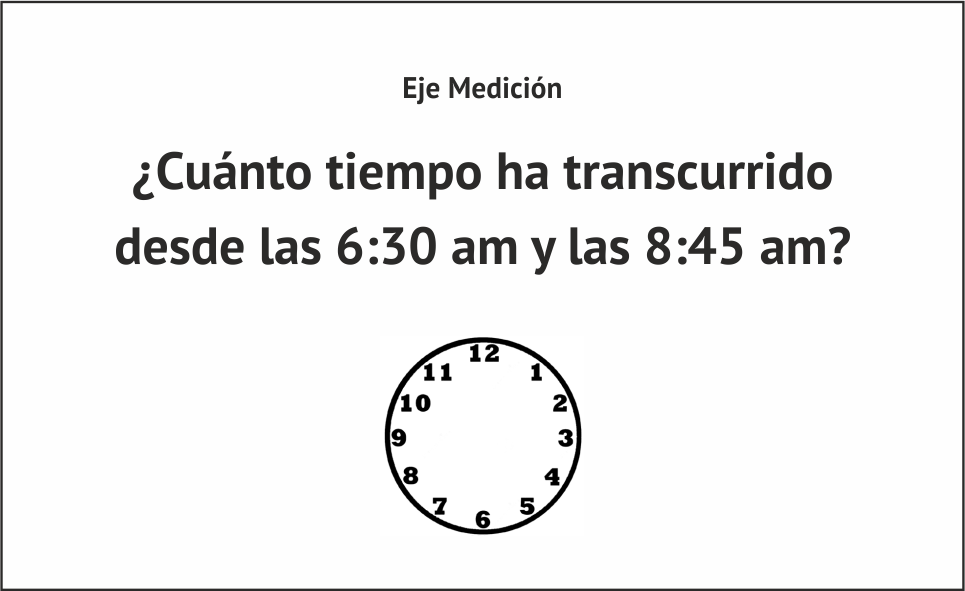 Eje Medición
¿Cuánto tiempo ha transcurrido
desde las 6:30 am y las 8:45 am?
12
11 1
10 2
9 3
8 4
7 5
6